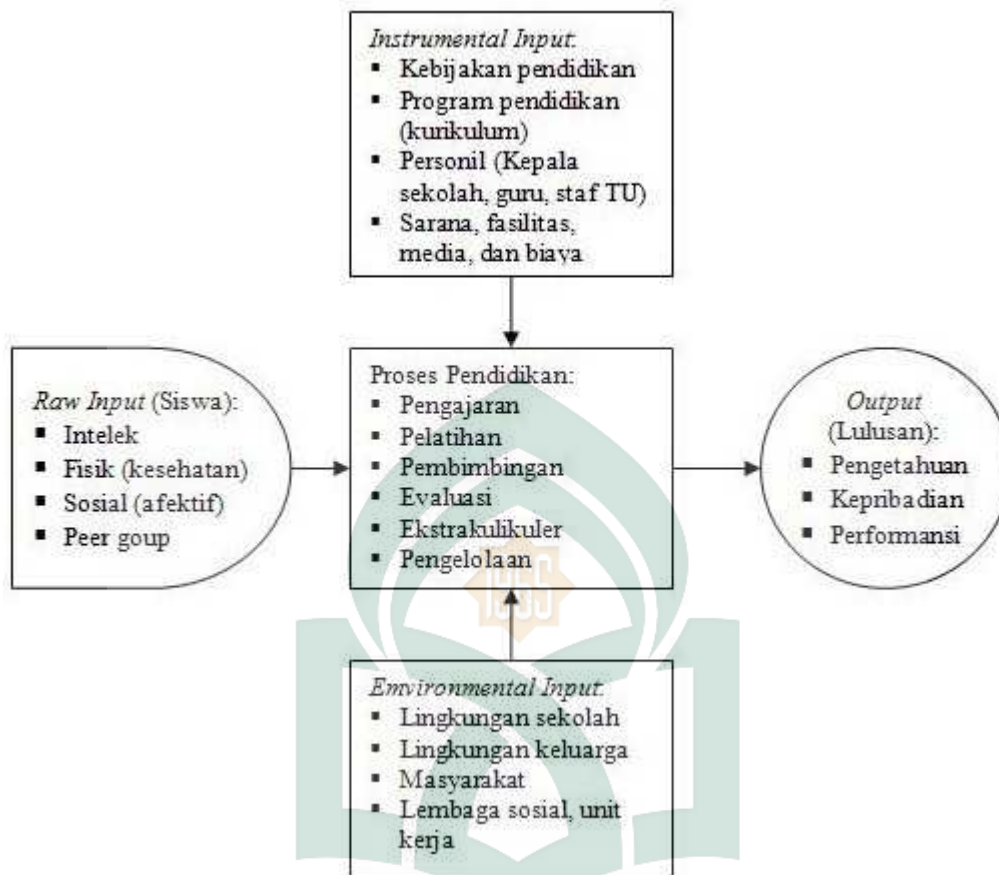 Instrumental Input:
▪ Kebijakan pendidikan
▪ Program pendidikan
(kurikulum)
▪ Personil (Kepala
sekolah, guru, staf TU)
▪ Sarana, fasilitas,
media, dan biaya
Raw Input (Siswa):
▪ Intelek
▪ Fisik (kesehatan)
▪ Sosial (afektif)
▪ Peer goup
Proses Pendidikan:
▪ Pengajaran
▪ Pelatihan
▪ Pembimbingan
▪ Evaluasi
▪ Ekstrakulikuler
▪ Pengelolaan
Output
(Lulusan):
▪ Pengetahuan
▪ Kepribadian
▪ Performansi
1965
Emvironmental Input:
▪ Lingkungan sekolah
▪ Lingkungan keluarga
▪ Masyarakat
▪ Lembaga sosial, unit
kerja